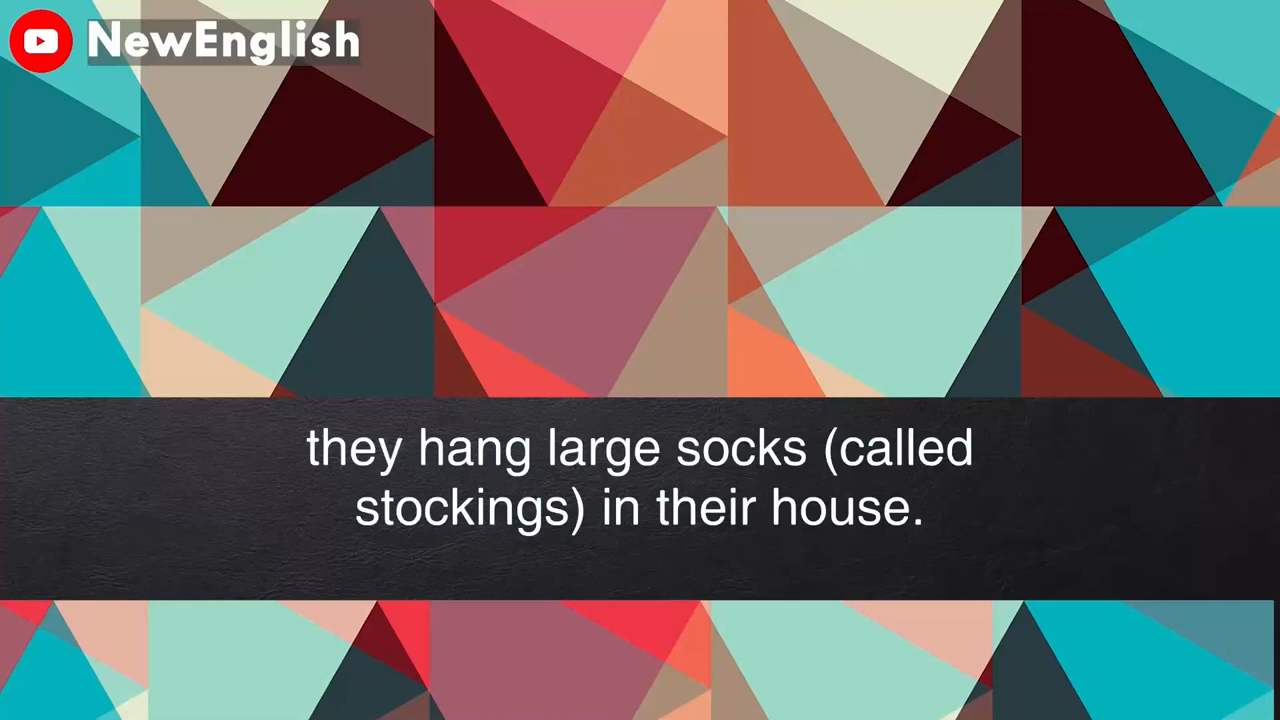 NewEnglish
they hang large socks (called
stockings) in their house.